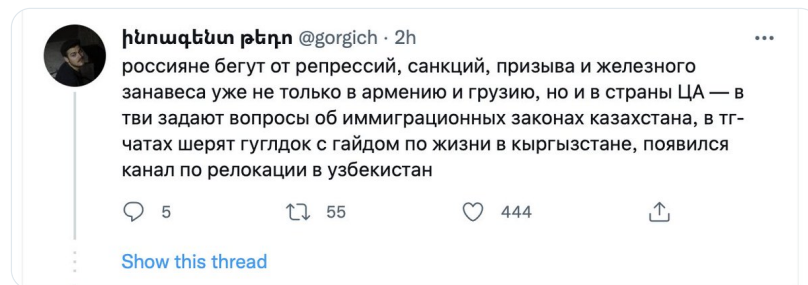 ինոագենտ թեդո @gorgich · 2h
россияне бегут от репрессий, санкций, призыва и железного
занавеса уже не только в армению и грузию, но и в страны ЦА — в
тви задают вопросы об иммиграционных законах казахстана, в тг-
чатах шерят гуглдок с гайдом по жизни в кыргызстане, появился
канал по релокации в узбекистан
5 55 444
Show this thread